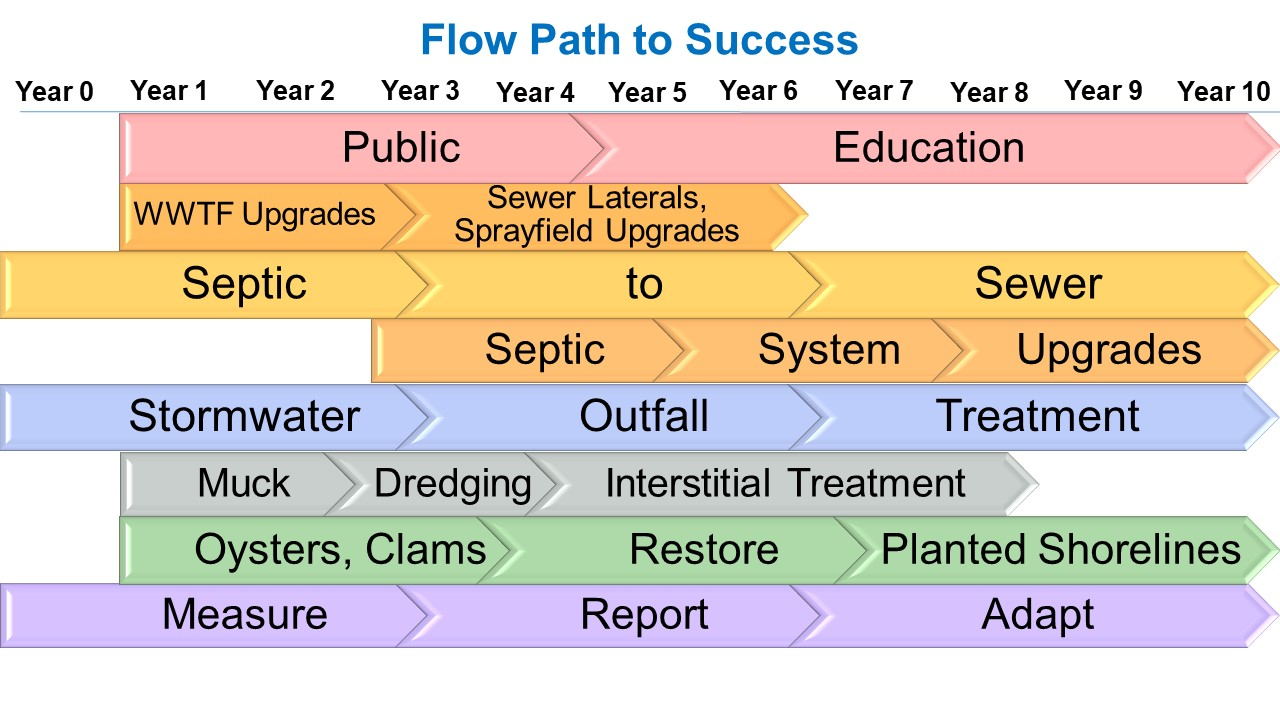 Flow Path to Success
Year 0 Year 1 Year 2 Year 3 Year 4 Year 5 Year 6 Year 7 Year 8 Year 9 Year 10
Public Education
WWTF Upgrades
Sewer Laterals,
Sprayfield Upgrades
Septic to Sewer
Septic System Upgrades
Stormwater Outfall Treatment
Muck Dredging Interstitial Treatment
Oysters, Clams Restore Planted Shorelines
Measure Report Adapt